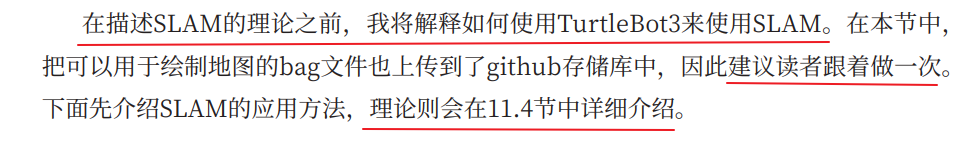 在描述SLAM的理论之前，我将解释如何使用TurtleBot3来使用SLAM。在本节中，
把可以用于绘制地图的bag文件也上传到了github存储库中，因此建议读者跟着做一次。
下面先介绍SLAM的应用方法，理论则会在11.4节中详细介绍。